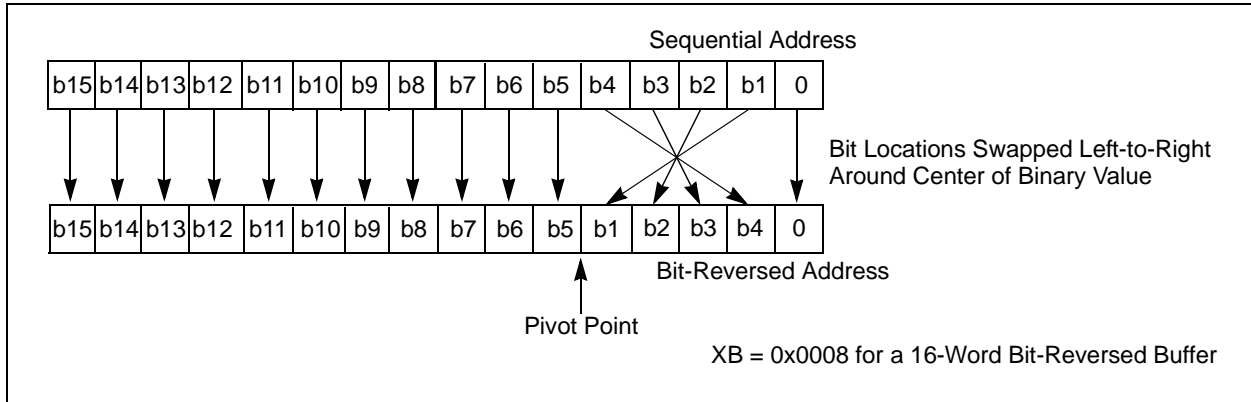 Sequential Address
b15 b14 b13 b12 b11 b10 b9 b8 b7 b6 b5 b4 b3 b2 b1 0
Bit Locations Swapped Left-to-Right
Around Center of Binary Value
b15 b14 b13 b12 b11 b10 b9 b8 b7 b6 b5 b1 b2 b3 b4 0
Bit-Reversed Address
Pivot Point
XB = 0x0008 for a 16-Word Bit-Reversed Buffer